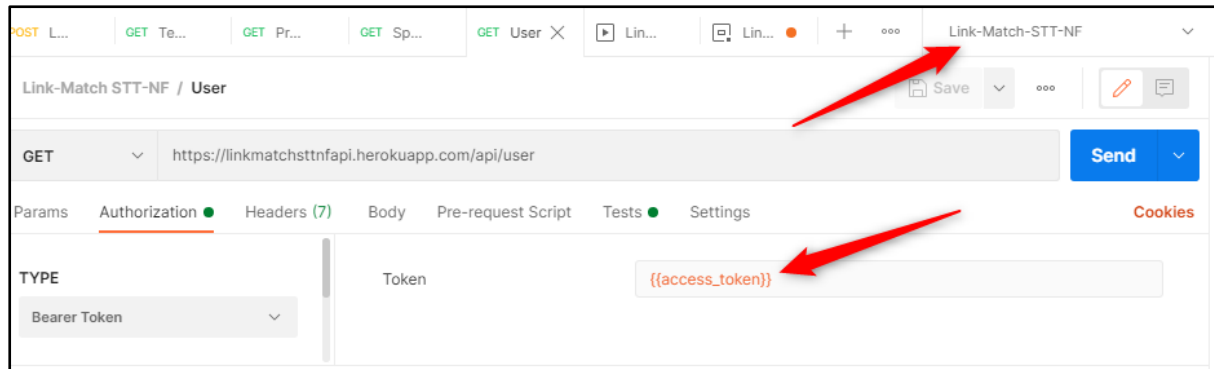 POST L... GET Te... GET Pr... GET Sp... GET User Lin... Lin... Link-Match-STT-NF
Link-Match STT-NF / User Save
GET https://linkmatchsttnfapi.herokuapp.com/api/user Send
Params Authorization Headers (7) Body Pre-request Script Tests Settings Cookies
TYPE Token {{access_token}}
Bearer Token